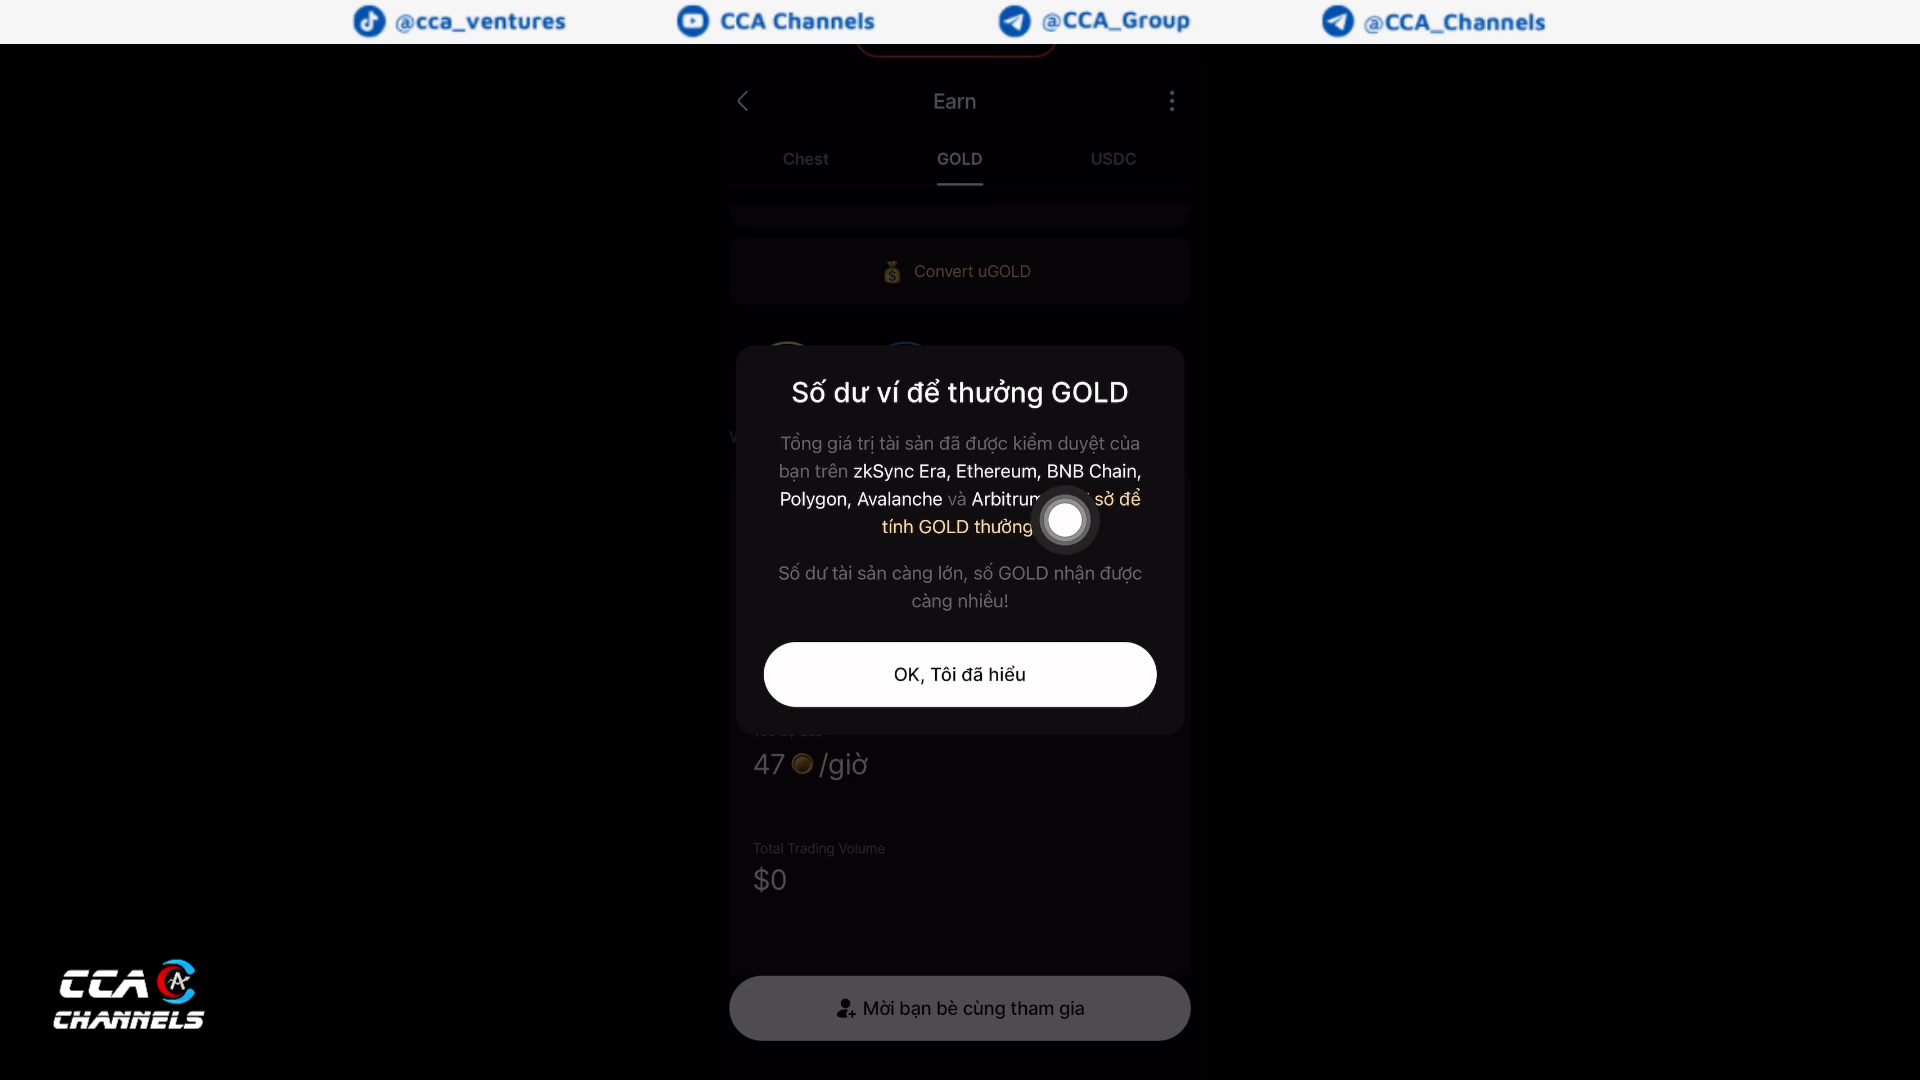 @cca_ventures
CCA Channels
@CCA_Group
@CCA_Channels
Earn
Chest
GOLD
USDC
Convert uGOLD
Số dư ví để thưởng GOLD
Tổng giá trị tài sản đã được kiểm duyệt của
bạn trên zkSync Era, Ethereum, BNB Chain,
Polygon, Avalanche và Arbitrum sở để
tính GOLD thưởng
Số dư tài sản càng lớn, số GOLD nhận được
càng nhiều!
OK, Tôi đã hiểu
47 /giờ
Total Trading Volume
$0
Mời bạn bè cùng tham gia
CCA
CHANNELS